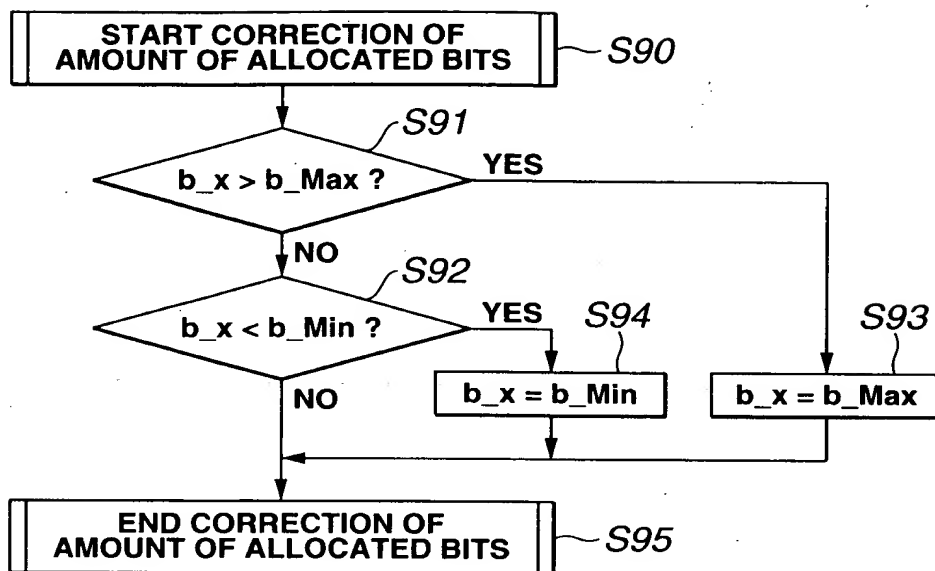 START CORRECTION OF
AMOUNT OF ALLOCATED BITS
S90
S91
b_x > b_Max ?
YES
NO
S92
b_x < b_Min ?
YES
S94
S93
NO
b_x = b_Min
b_x = b_Max
END CORRECTION OF
AMOUNT OF ALLOCATED BITS
S95